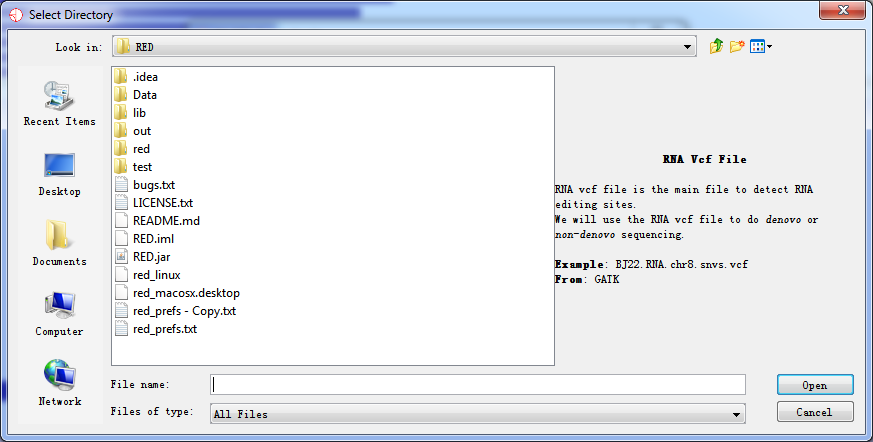 Select Directory
Look in:
RED
Recent Items
Desktop
Documents
Computer
Network
.idea
Data
lib
out
red
test
bugs.txt
LICENSE.txt
README.md
RED.iml
RED.jar
red_linux
red_macosx.desktop
red_prefs - Copy.txt
red_prefs.txt
RNA Vcf File
RNA vcf file is the main file to detect RNA
editing sites.
We will use the RNA vcf file to do denovo or
non-denovo sequencing.
Example: BJ22.RNA.chr8.snvs.vcf
From: GATK
File name:
Open
Files of type:
All Files
Cancel